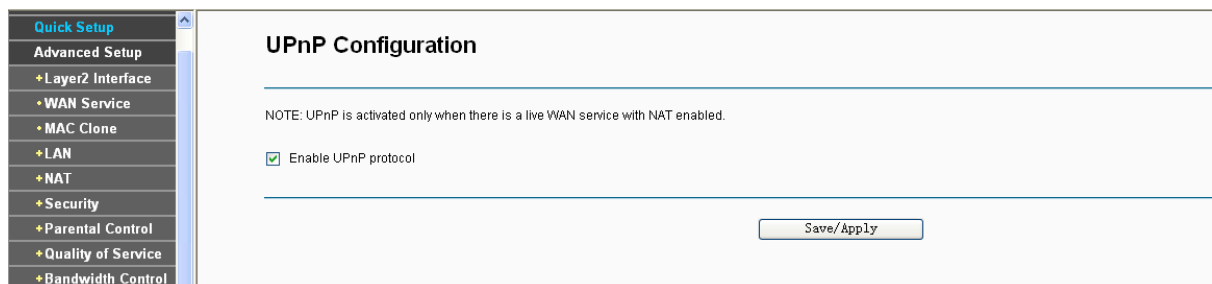 Quick Setup
Advanced Setup
+Layer2 Interface
•WAN Service
•MAC Clone
+LAN
+NAT
+Security
+Parental Control
+Quality of Service
+Bandwidth Control
UPnP Configuration
NOTE: UPnP is activated only when there is a live WAN service with NAT enabled.
Enable UPnP protocol
Save/Apply